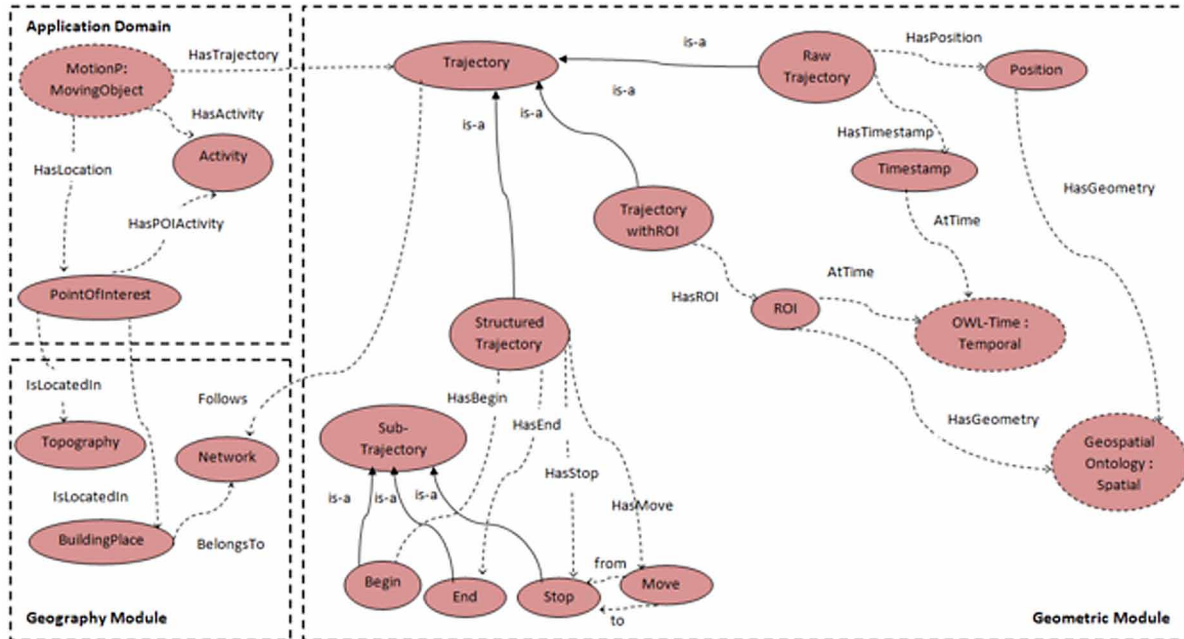 Application Domain
MotionP:
MovingObject
HasTrajectory
HasActivity
Activity
HasLocation
HasPOIActivity
PointOfInterest
IsLocatedIn
Topography
Follows
Network
IsLocatedIn
BuildingPlace
BelongsTo
Geography Module
Trajectory
is-a
Raw
Trajectory
HasPosition
Position
is-a
is-a
is-a
HasTimestamp
Timestamp
HasGeometry
Trajectory
withROI
AtTime
HasROI
AtTime
ROI
OWL-Time :
Temporal
Structured
Trajectory
HasBegin
HasEnd
HasStop
HasMove
HasGeometry
Geospatial
Ontology :
Spatial
Sub-
Trajectory
is-a
is-a
is-a
from
Begin
End
Stop
Move
to
Geometric Module